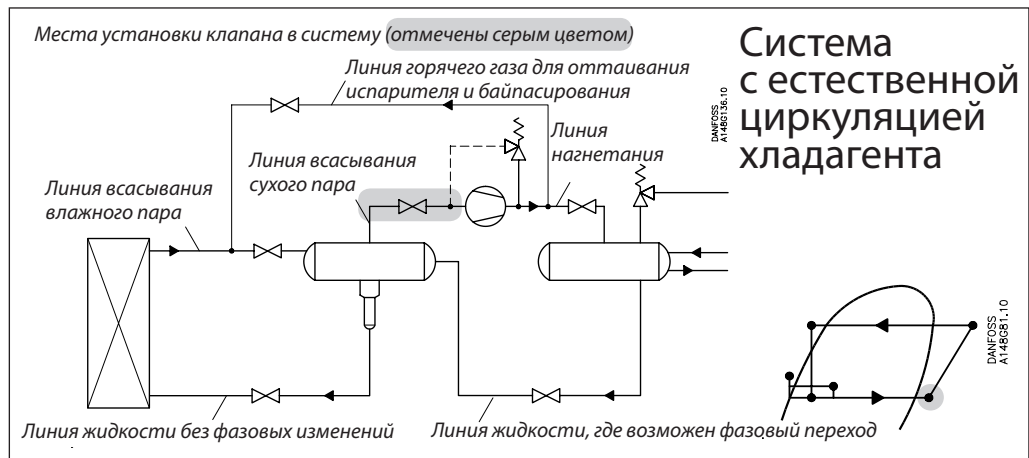 Места установки клапана в систему (отмечены серым цветом)
Система
с естественной
циркуляцией
хладагента
DANFOSS
A148G136.10
Линия горячего газа для оттаивания
испарителя и байпасирования
Линия
нагнетания
Линия всасывания
сухого пара
Линия всасывания
влажного пара
DANFOSS
A148G81.10
Линия жидкости без фазовых изменений
Линия жидкости, где возможен фазовый переход